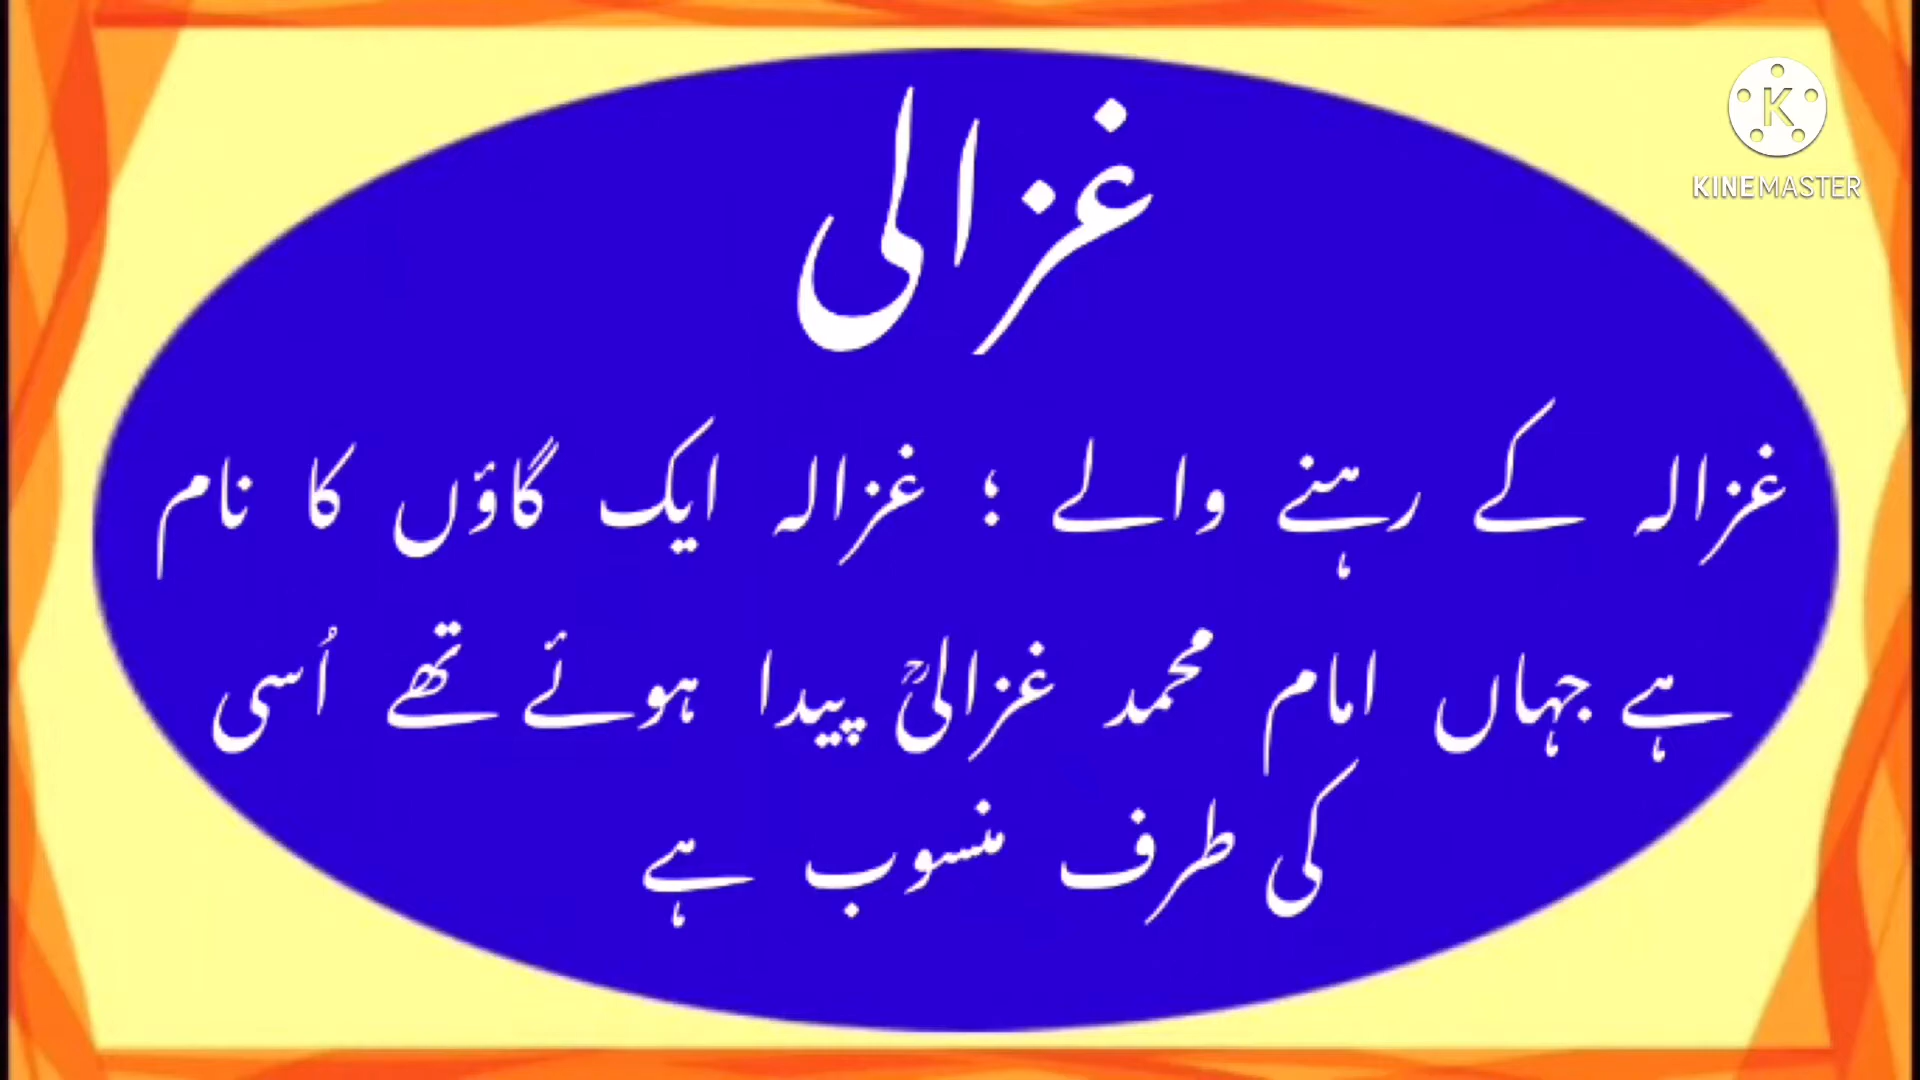 غزالی
KINEMASTER
غزالہ کے رہنے والے ؛ غزالہ ایک گاؤں کا نام
ہے جہاں امام محمد غزالیؒ پیدا ہوئے تھے اُسی
کی طرف منسوب ہے